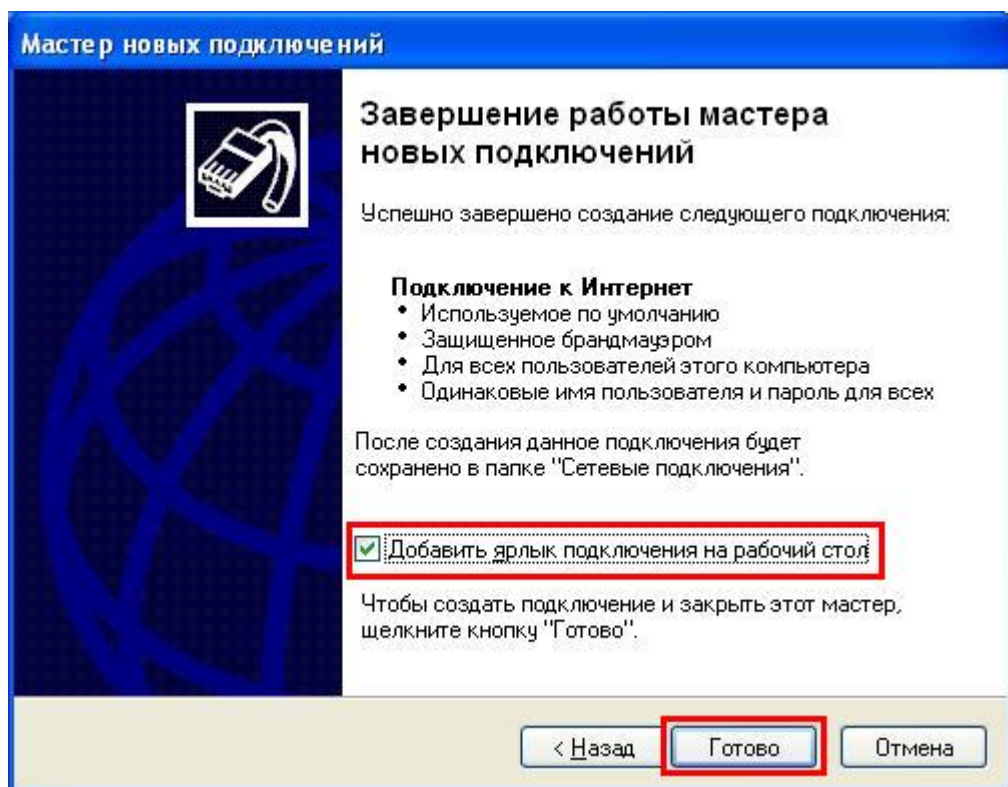 Мастер новых подключений
Завершение работы мастера
новых подключений
Успешно завершено создание следующего подключения:
Подключение к Интернет
• Используемое по умолчанию
• Защищенное брандмауэром
• Для всех пользователей этого компьютера
• Одинаковые имя пользователя и пароль для всех
После создания данное подключения будет
сохранено в папке "Сетевые подключения".
Добавить ярлык подключения на рабочий стол
Чтобы создать подключение и закрыть этот мастер,
щелкните кнопку "Готово".
< Назад Готово Отмена